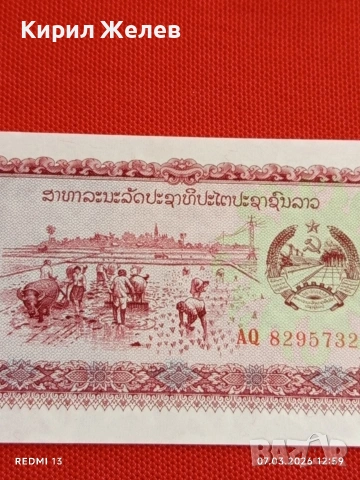 Кирил Желев
ສາທາລະນະລັດປະຊາທິປະໄຕປະຊາຊົນລາວ
AQ 8295732
REDMI 13
07.03.2026 12:59
bazar